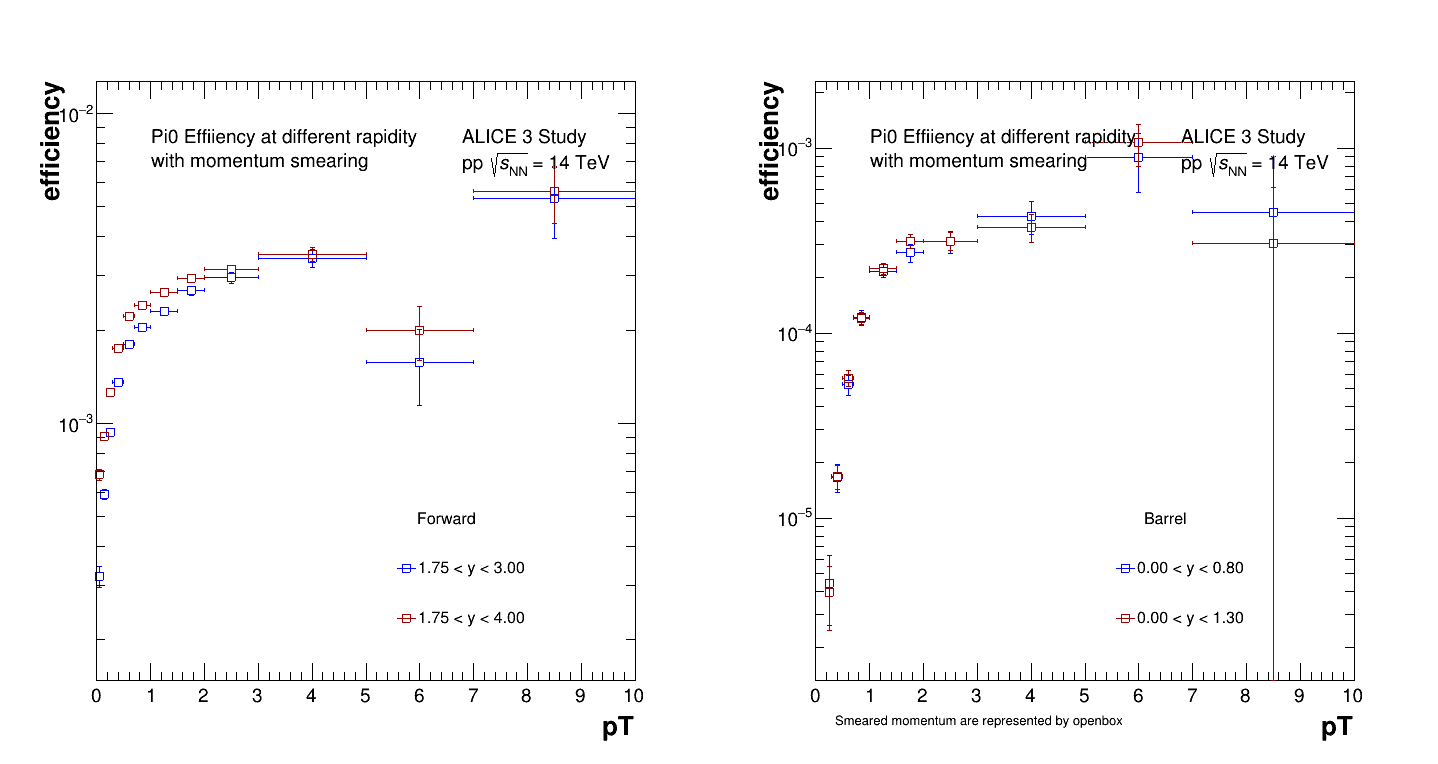 efficiency
10⁻²
10⁻³
Pi0 Effiiency at different rapidity
with momentum smearing
ALICE 3 Study
pp √s_NN = 14 TeV
Forward
1.75 < y < 3.00
1.75 < y < 4.00
0 1 2 3 4 5 6 7 8 9 10
pT
efficiency
10⁻³
10⁻⁴
10⁻⁵
Pi0 Effiiency at different rapidity
with momentum smearing
ALICE 3 Study
pp √s_NN = 14 TeV
Barrel
0.00 < y < 0.80
0.00 < y < 1.30
0 1 2 3 4 5 6 7 8 9 10
Smeared momentum are represented by openbox
pT